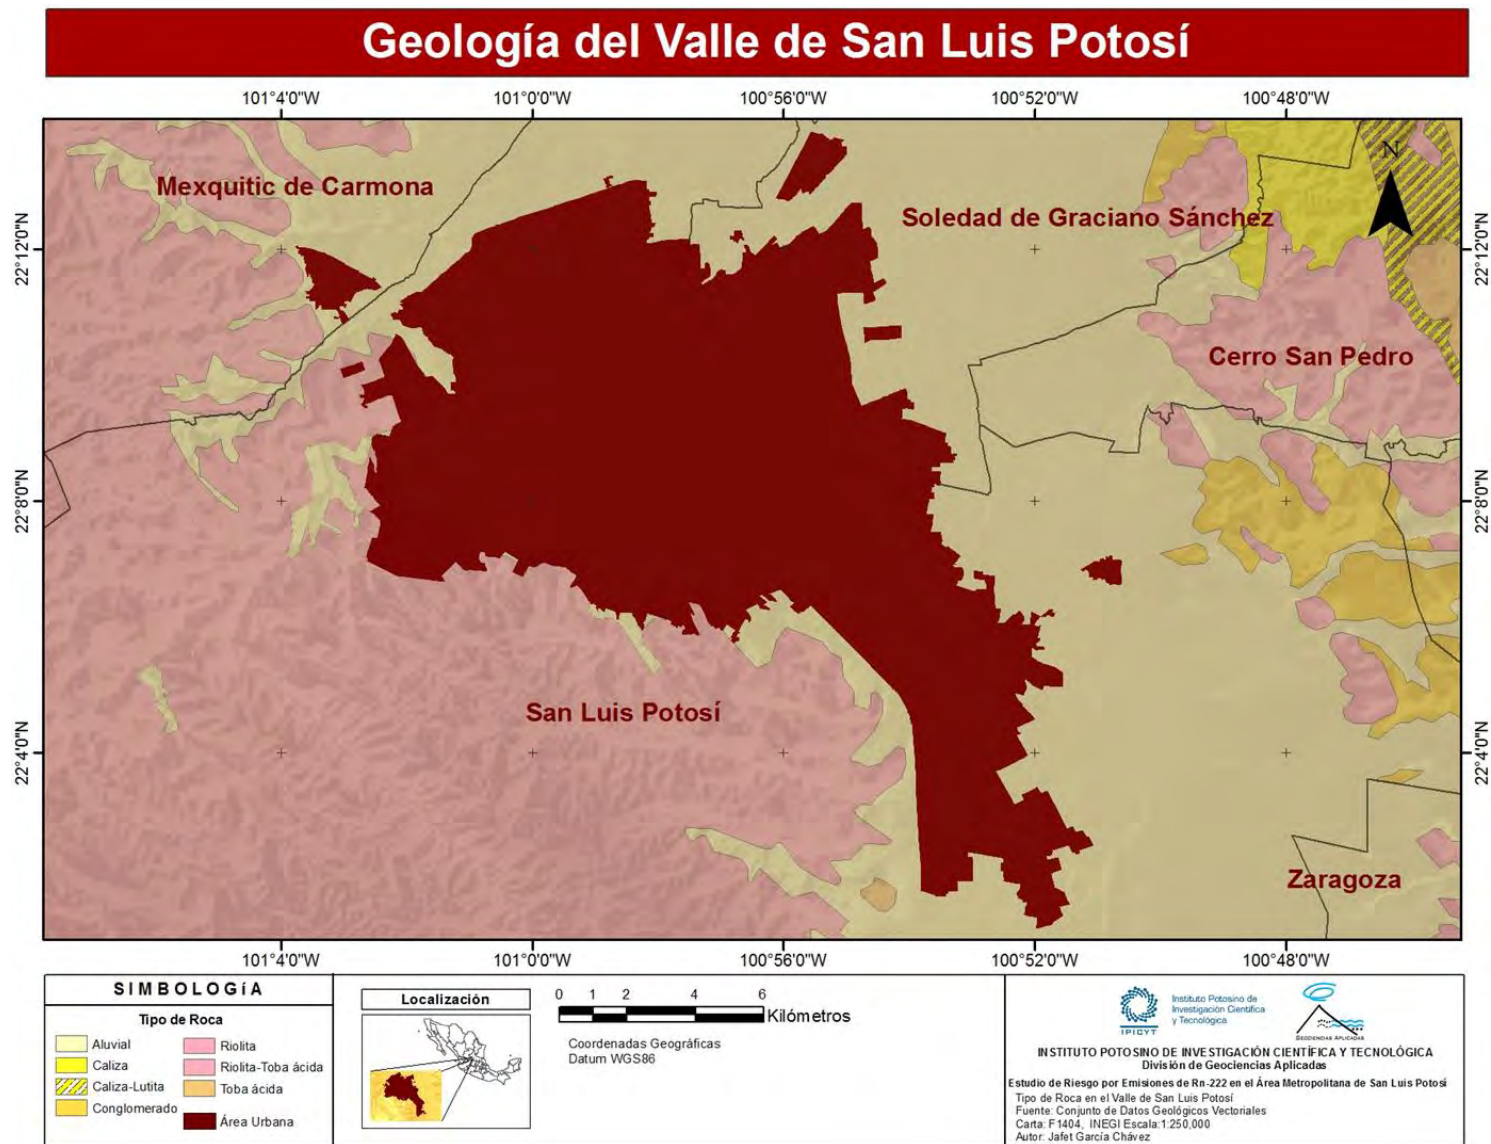 Geología del Valle de San Luis Potosí
101°4'0"W 101°0'0"W 100°56'0"W 100°52'0"W 100°48'0"W
N
Mexquitic de Carmona
Soledad de Graciano Sánchez
22°12'0"N 22°12'0"N
Cerro San Pedro
22°8'0"N 22°8'0"N
San Luis Potosí
22°4'0"N 22°4'0"N
Zaragoza
101°4'0"W 101°0'0"W 100°56'0"W 100°52'0"W 100°48'0"W
SIMBOLOGíA
Tipo de Roca
Aluvial
Caliza
Caliza-Lutita
Conglomerado
Riolita
Riolita-Toba ácida
Toba ácida
Área Urbana
Localización
0 1 2 4 6
Kilómetros
Coordenadas Geográficas
Datum WGS86
IPICYT
Instituto Potosino de
Investigación Científica
y Tecnológica
GEOCIENCIAS APLICADAS
INSTITUTO POTOSINO DE INVESTIGACIÓN CIENTÍFICA Y TECNOLÓGICA
División de Geociencias Aplicadas
Estudio de Riesgo por Emisiones de Rn-222 en el Área Metropolitana de San Luis Potosí
Tipo de Roca en el Valle de San Luis Potosí
Fuente: Conjunto de Datos Geológicos Vectoriales
Carta: F1404, INEGI Escala:1:250,000
Autor: Jafet García Chávez